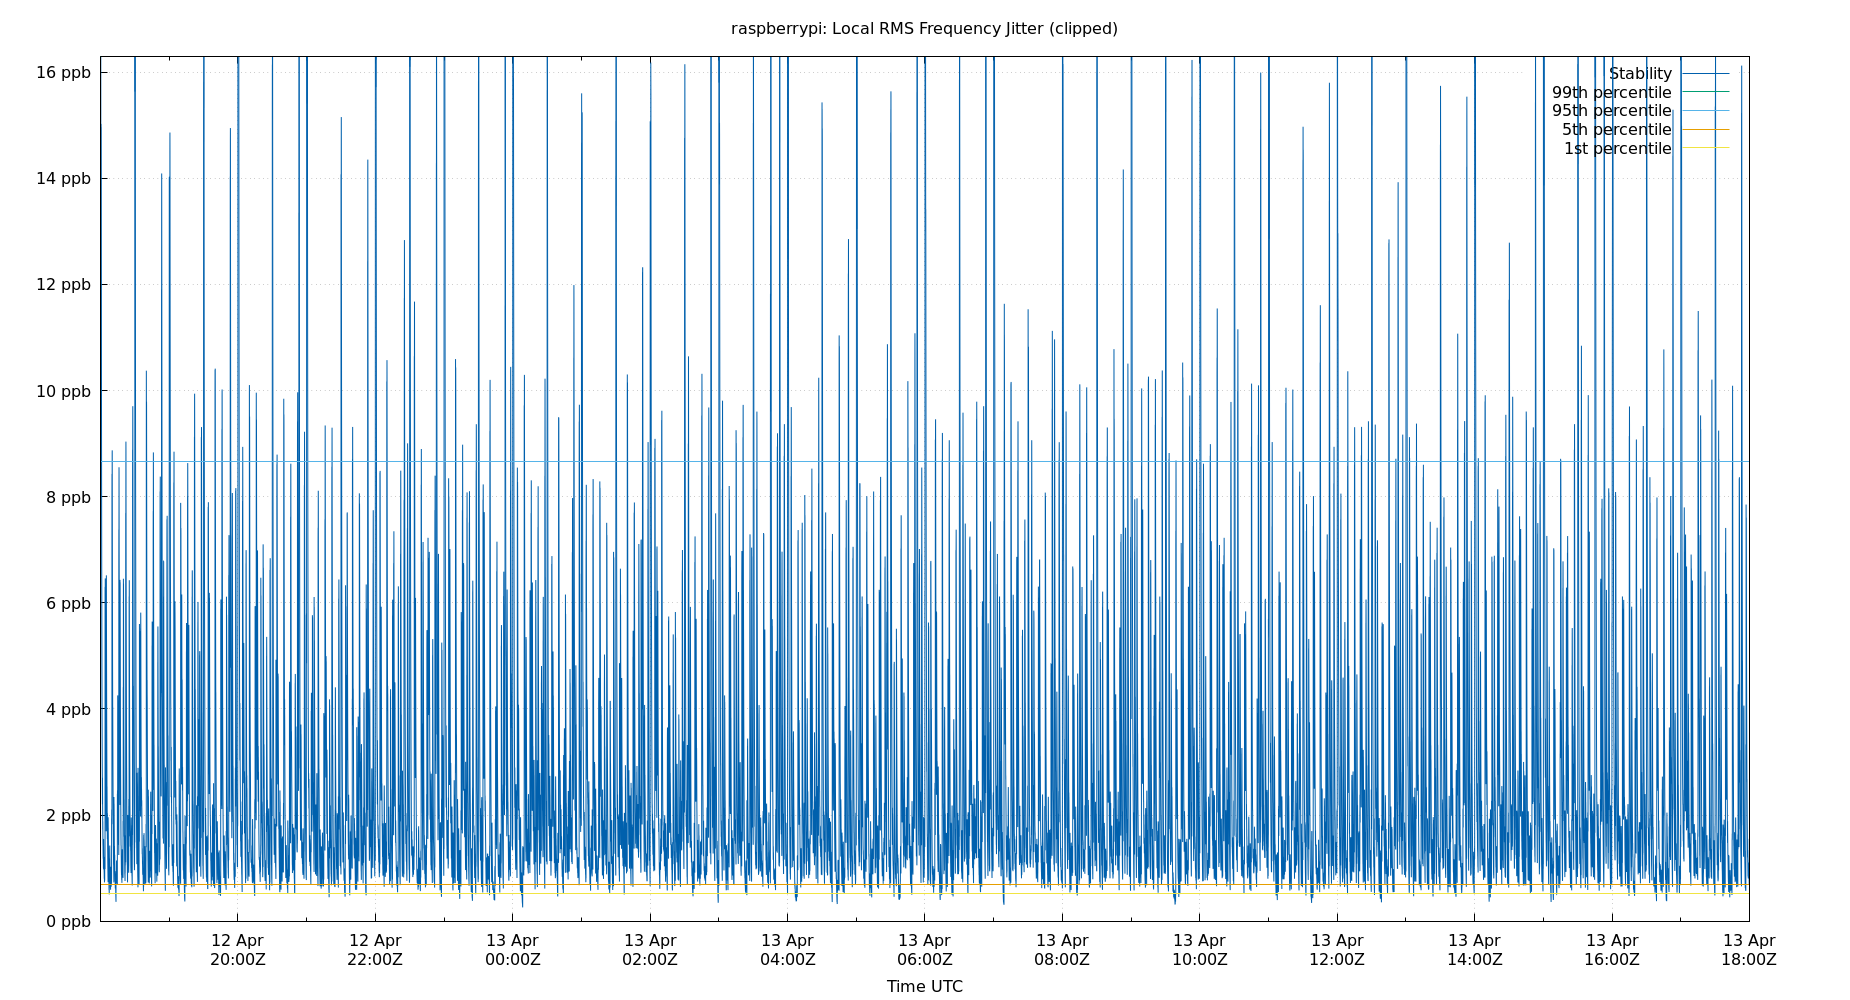 raspberrypi: Local RMS Frequency Jitter (clipped)
16 ppb
14 ppb
12 ppb
10 ppb
8 ppb
6 ppb
4 ppb
2 ppb
0 ppb
Stability
99th percentile
95th percentile
5th percentile
1st percentile
12 Apr
20:00Z
12 Apr
22:00Z
13 Apr
00:00Z
13 Apr
02:00Z
13 Apr
04:00Z
13 Apr
06:00Z
13 Apr
08:00Z
13 Apr
10:00Z
13 Apr
12:00Z
13 Apr
14:00Z
13 Apr
16:00Z
13 Apr
18:00Z
Time UTC